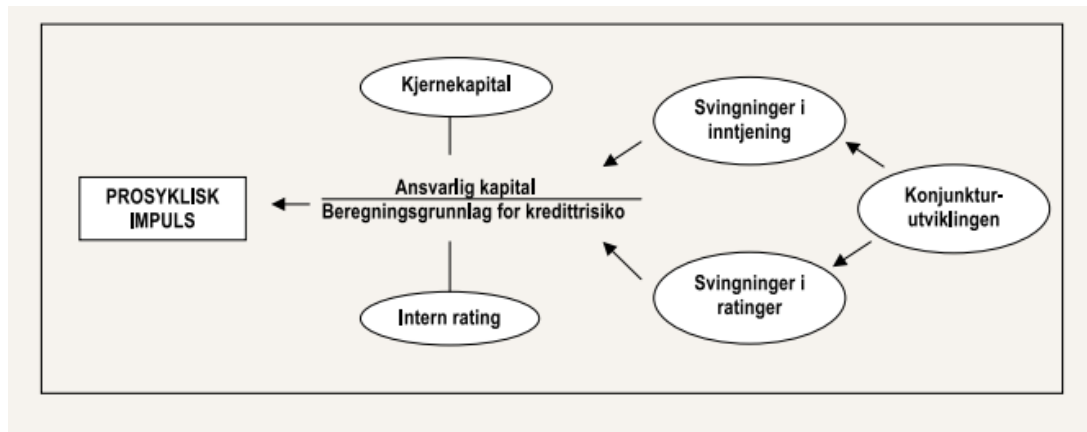 Kjernekapital
Svingninger i
inntjening
PROSYKLISK
IMPULS
Ansvarlig kapital
Beregningsgrunnlag for kredittrisiko
Konjunktur-
utviklingen
Svingninger i
ratinger
Intern rating